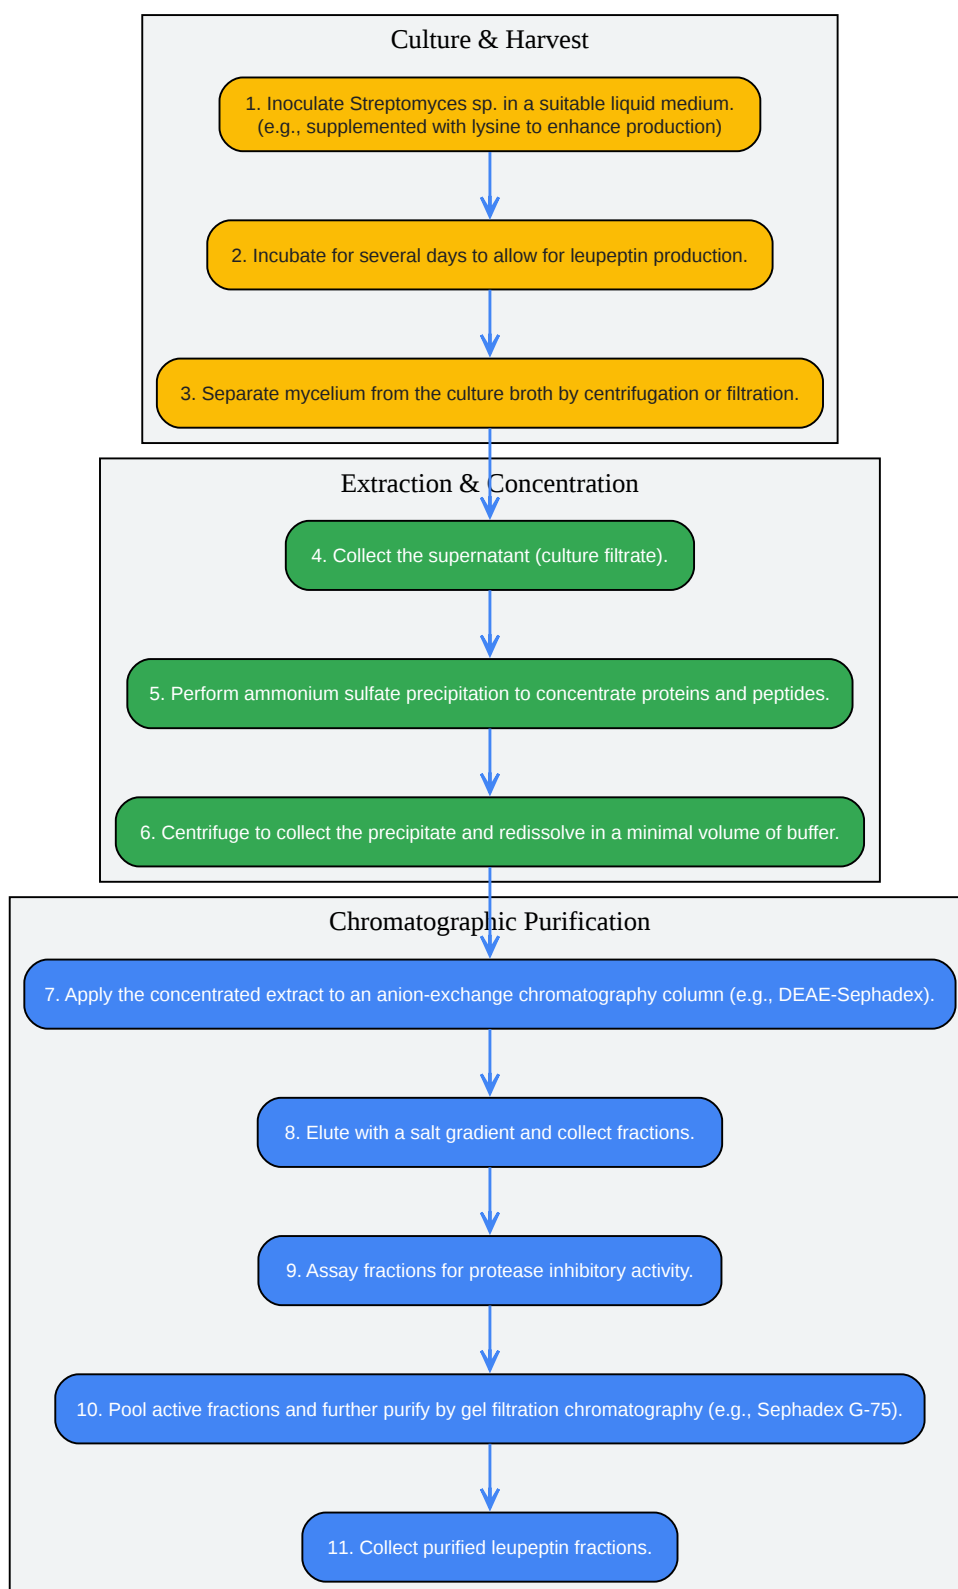 Culture & Harvest
1. Inoculate Streptomyces sp. in a suitable liquid medium.
(e.g., supplemented with lysine to enhance production)
2. Incubate for several days to allow for leupeptin production.
3. Separate mycelium from the culture broth by centrifugation or filtration.
Extraction & Concentration
4. Collect the supernatant (culture filtrate).
5. Perform ammonium sulfate precipitation to concentrate proteins and peptides.
6. Centrifuge to collect the precipitate and redissolve in a minimal volume of buffer.
Chromatographic Purification
7. Apply the concentrated extract to an anion-exchange chromatography column (e.g., DEAE-Sephadex).
8. Elute with a salt gradient and collect fractions.
9. Assay fractions for protease inhibitory activity.
10. Pool active fractions and further purify by gel filtration chromatography (e.g., Sephadex G-75).
11. Collect purified leupeptin fractions.